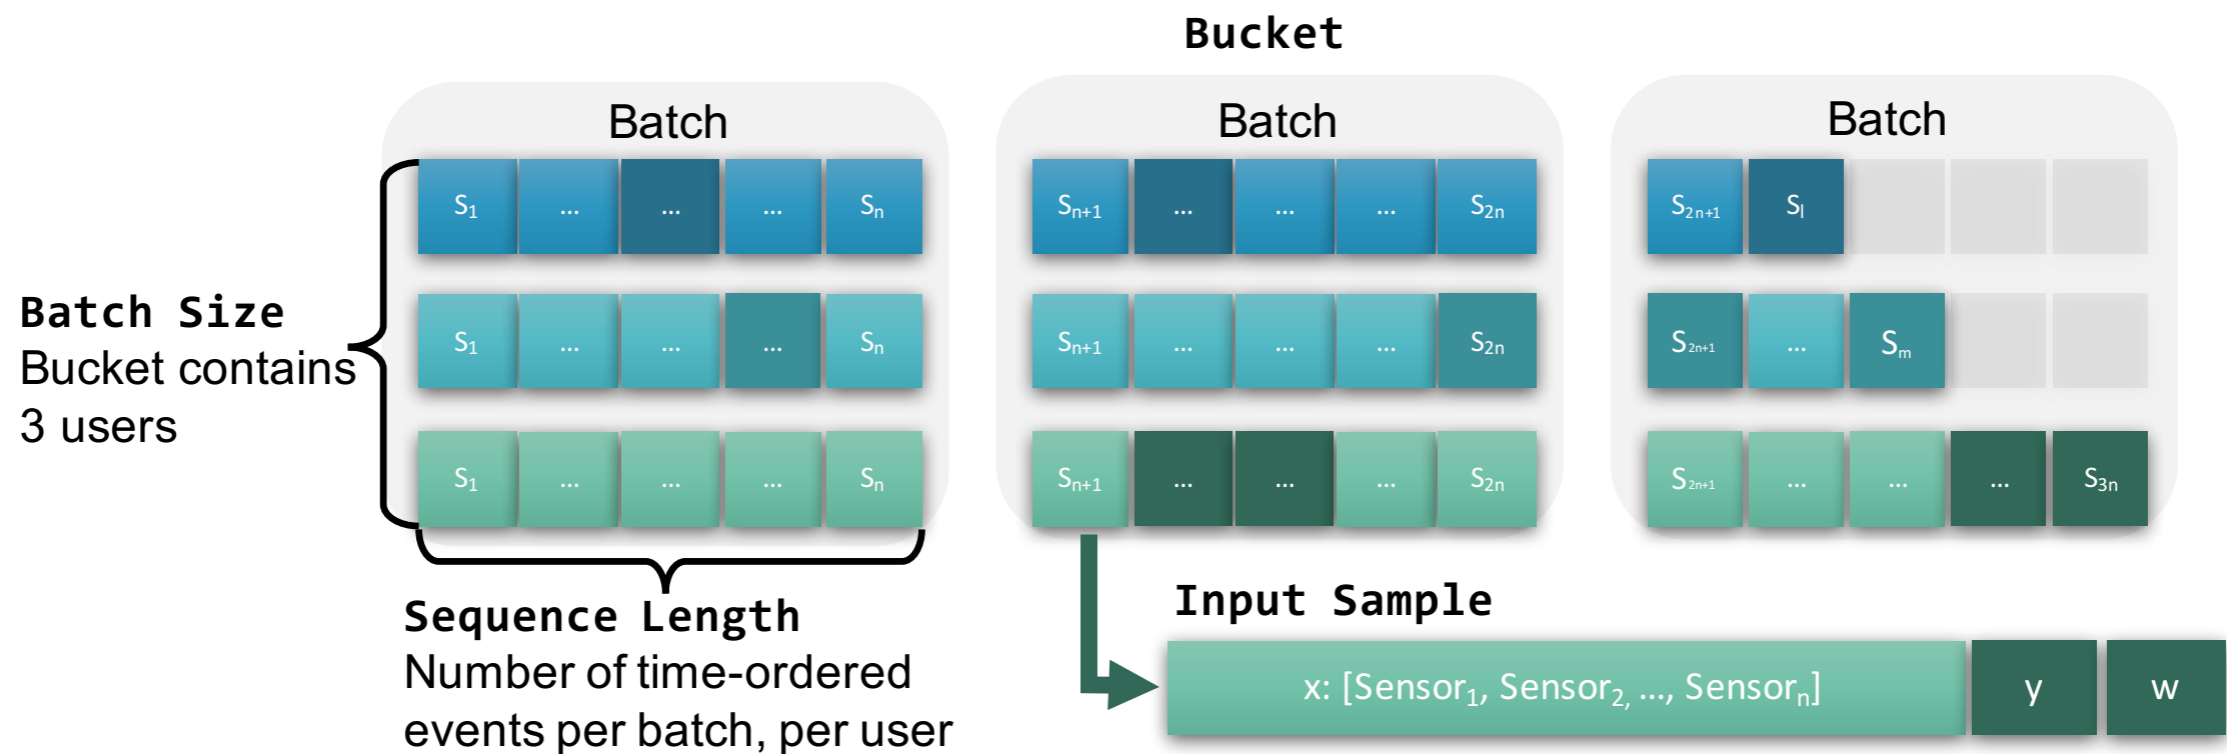 Bucket
Batch
Batch
Batch
S1 ... ... ... Sn
Sn+1 ... ... ... S2n
S2n+1 Sl
S1 ... ... ... Sn
Sn+1 ... ... ... S2n
S2n+1 ... Sm
S1 ... ... ... Sn
Sn+1 ... ... ... S2n
S2n+1 ... ... ... S3n
Batch Size
Bucket contains
3 users
Sequence Length
Number of time-ordered
events per batch, per user
Input Sample
x: [Sensor1, Sensor2, ..., Sensorn]
y
w